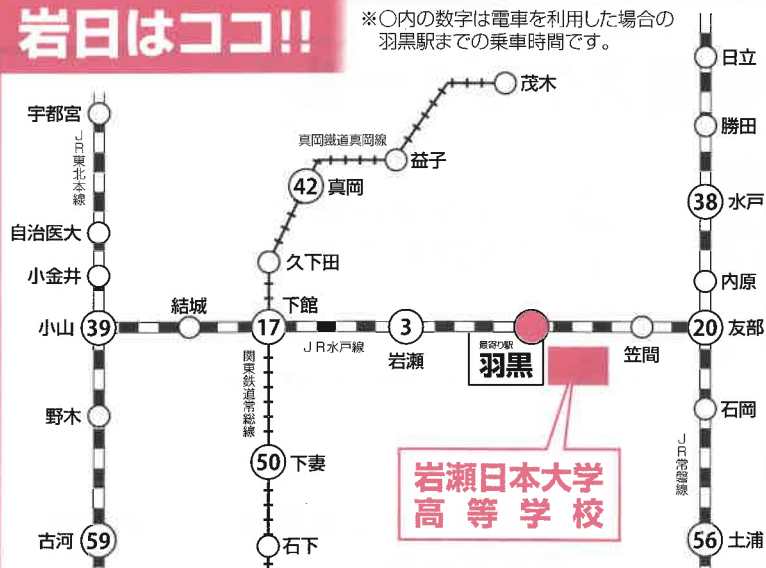 岩日はココ!!
※○内の数字は電車を利用した場合の
羽黒駅までの乗車時間です。
日立
茂木
宇都宮
勝田
真岡鐵道真岡線
益子
JR東北本線
42 真岡
38 水戸
自治医大
久下田
小金井
内原
結城
下館
小山 39
17
3
20 友部
JR水戸線
岩瀬
最寄り駅
羽黒
笠間
関東鉄道常総線
野木
石岡
JR常磐線
50 下妻
岩瀬日本大学
高等学校
古河 59
石下
56 土浦